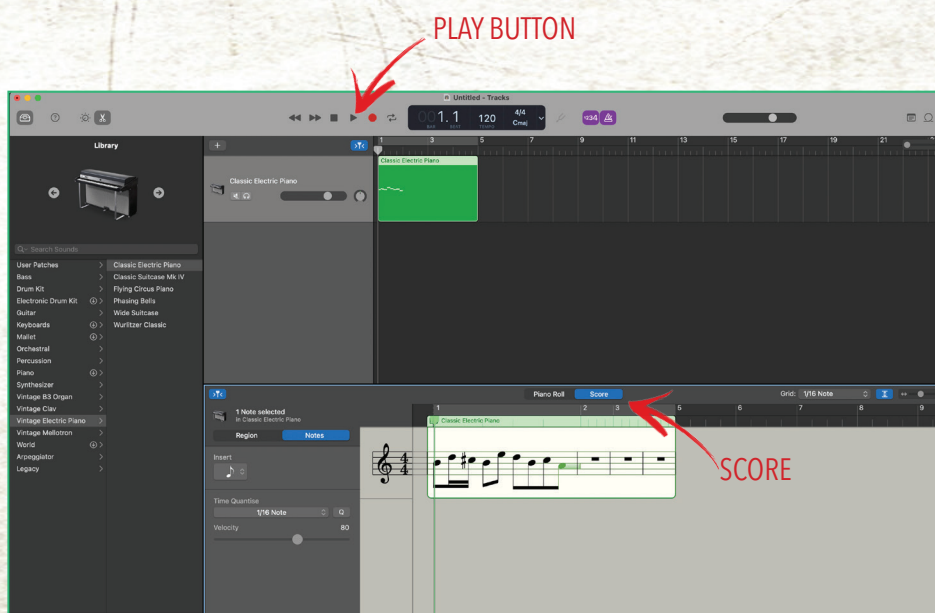 PLAY BUTTON
Untitled - Tracks
001.1
BAR BEAT
120
TEMPO
4/4
Cmaj
1234
Library
1 3 5 7 9 11 13 15 17 19 21
Classic Electric Piano
Classic Electric Piano
Search Sounds
User Patches
Bass
Drum Kit
Electronic Drum Kit
Guitar
Keyboards
Mallet
Orchestral
Percussion
Piano
Synthesizer
Vintage B3 Organ
Vintage Clav
Vintage Electric Piano
Vintage Mellotron
World
Arpeggiator
Legacy
Classic Electric Piano
Classic Suitcase Mk IV
Flying Circus Piano
Phasing Bells
Wide Suitcase
Wurlitzer Classic
Piano Roll Score
Grid: 1/16 Note
1 Note selected
in Classic Electric Piano
Region Notes
Insert
Time Quantise
1/16 Note Q
Velocity 80
1 2 3 5 6 7 8 9
Classic Electric Piano
4
4
SCORE